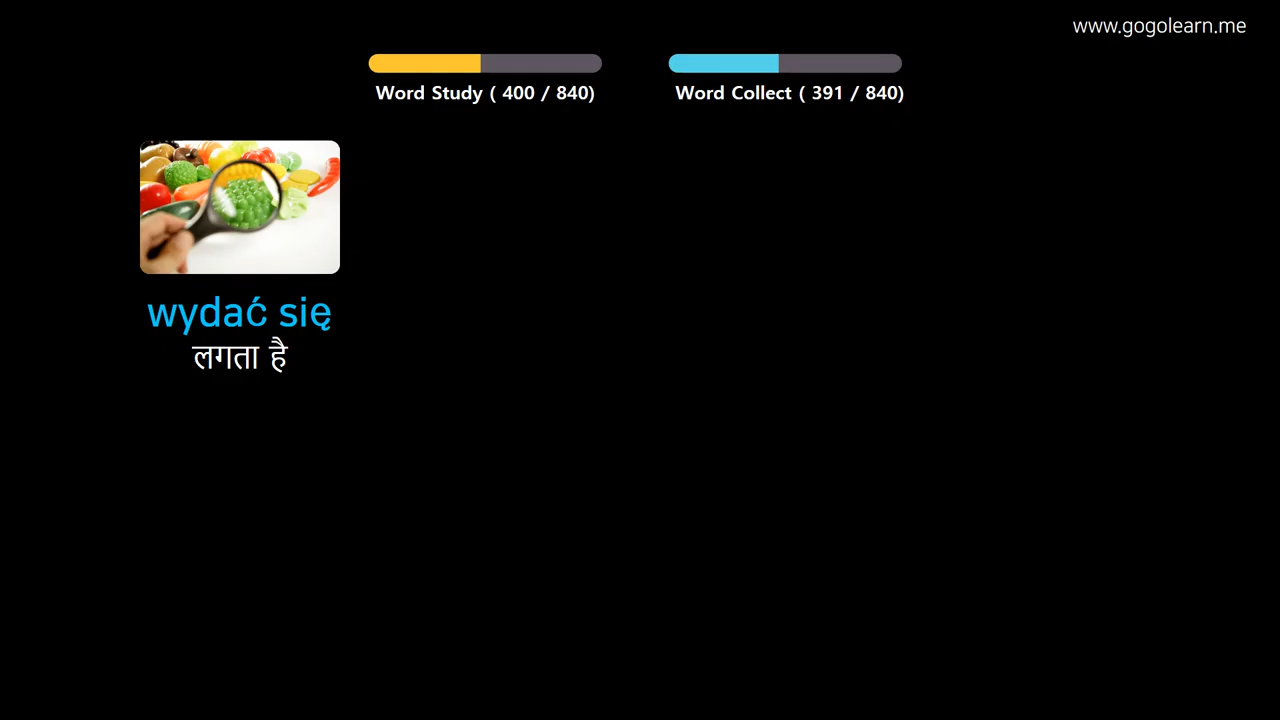 www.gogolearn.me
Word Study ( 400 / 840)
Word Collect ( 391 / 840)
wydać się
लगता है